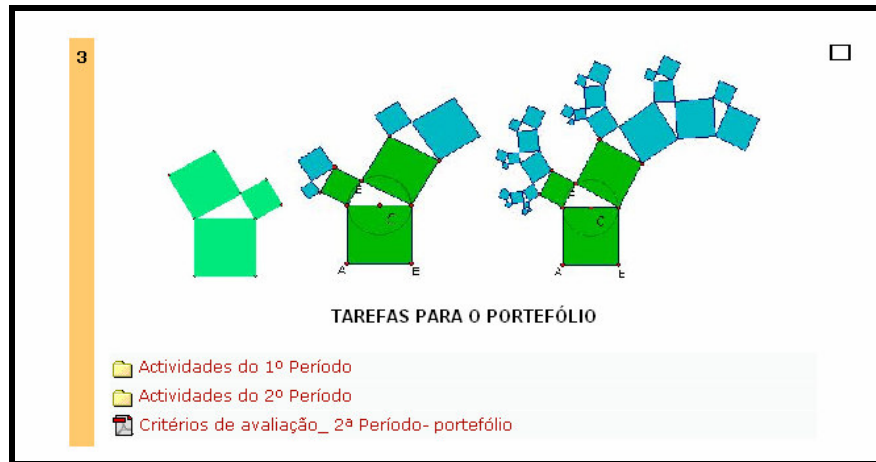 3
E
C
A
E
C
A
E
TAREFAS PARA O PORTEFÓLIO
Actividades do 1º Período
Actividades do 2º Período
Critérios de avaliação_ 2ª Período- portefólio